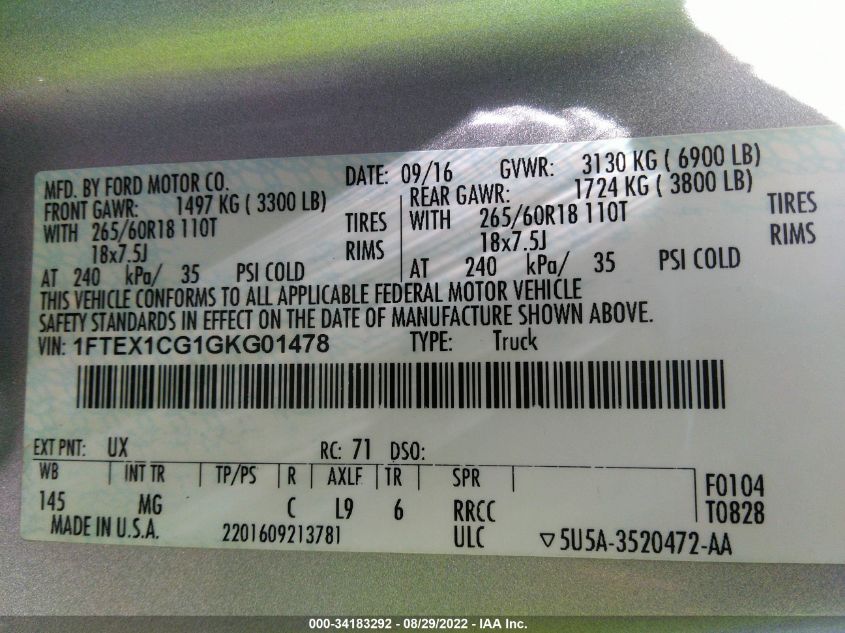 MFD. BY FORD MOTOR CO. DATE: 09/16 GVWR: 3130 KG ( 6900 LB)
FRONT GAWR: 1497 KG ( 3300 LB) REAR GAWR: 1724 KG ( 3800 LB)
WITH 265/60R18 110T TIRES WITH 265/60R18 110T TIRES
18x7.5J RIMS 18x7.5J RIMS
AT 240 kPa/ 35 PSI COLD AT 240 kPa/ 35 PSI COLD
THIS VEHICLE CONFORMS TO ALL APPLICABLE FEDERAL MOTOR VEHICLE
SAFETY STANDARDS IN EFFECT ON THE DATE OF MANUFACTURE SHOWN ABOVE.
VIN: 1FTEX1CG1GKG01478 TYPE: Truck
EXT PNT: UX RC: 71 DSO:
WB INT TR TP/PS R AXLE TR SPR F0104
145 MG C L9 6 RRCC T0828
MADE IN U.S.A. 2201609213781 ULC ▽5U5A-3520472-AA
000-34183292 - 08/29/2022 - IAA Inc.